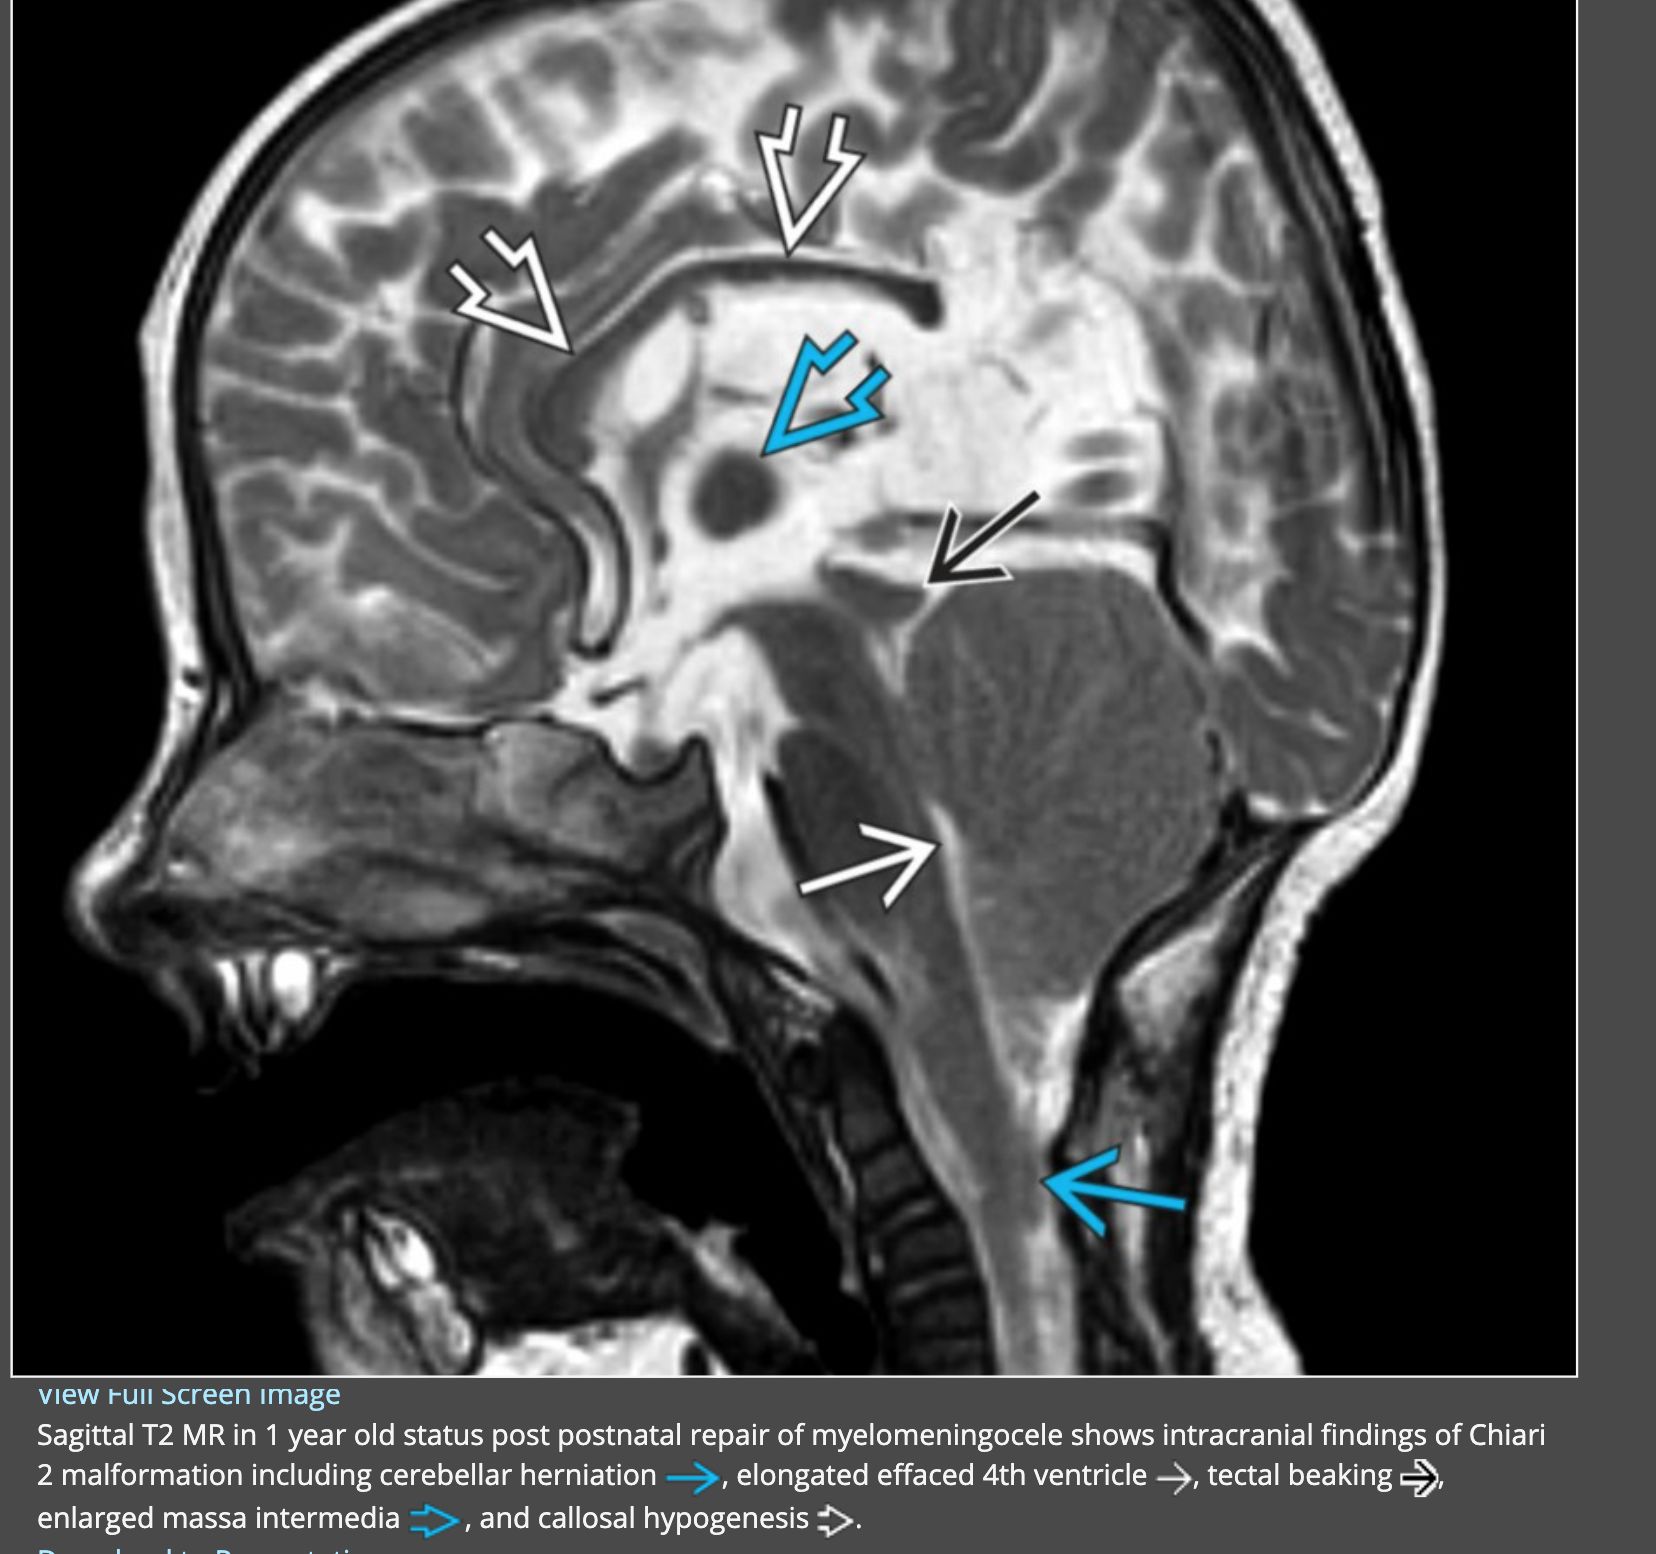 View Full Screen Image
Sagittal T2 MR in 1 year old status post postnatal repair of myelomeningocele shows intracranial findings of Chiari
2 malformation including cerebellar herniation , elongated effaced 4th ventricle , tectal beaking ,
enlarged massa intermedia , and callosal hypogenesis .